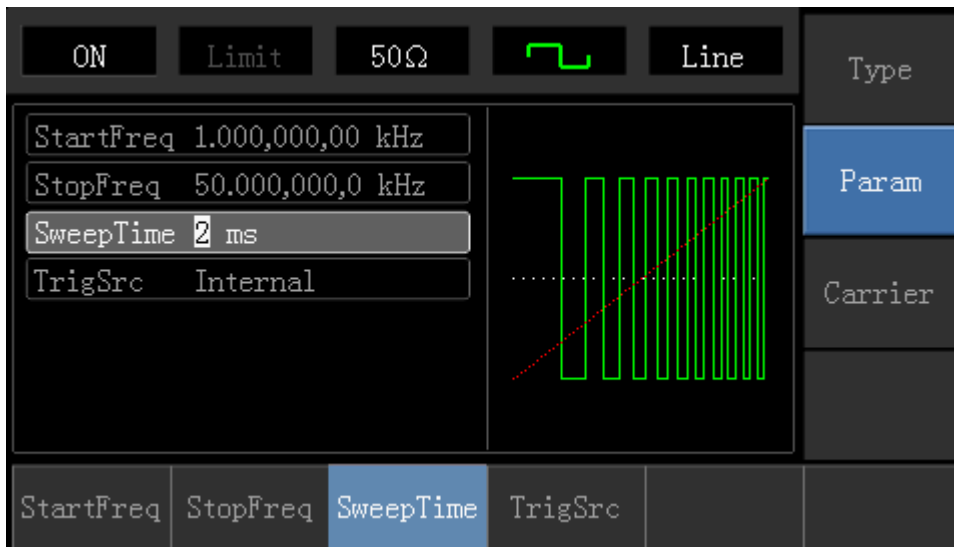 ON Limit 50Ω Line
Type
StartFreq 1.000,000,00 kHz
StopFreq 50.000,000,0 kHz
SweepTime 2 ms
TrigSrc Internal
Param
Carrier
StartFreq StopFreq SweepTime TrigSrc